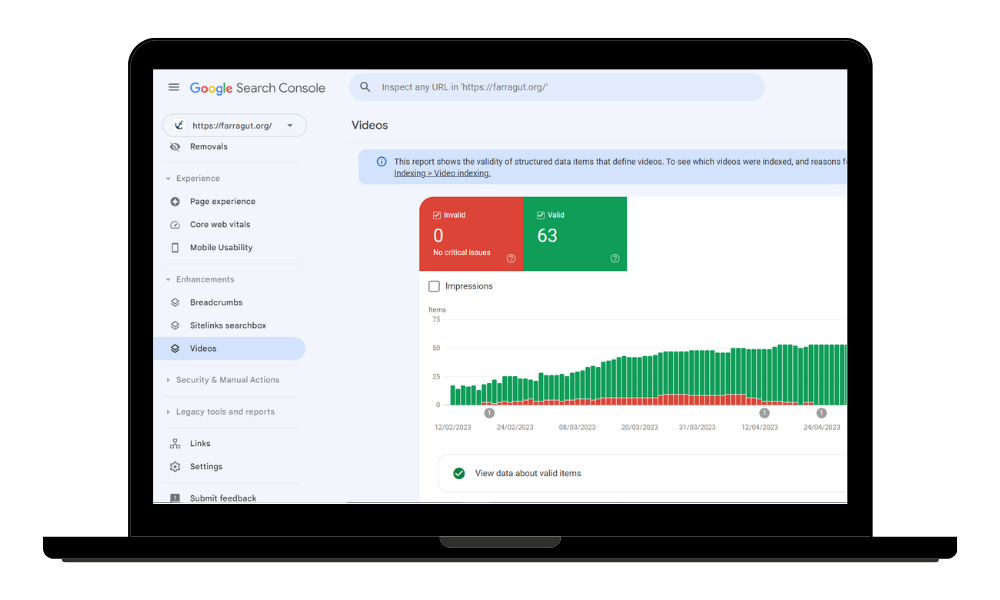 Google Search Console
Inspect any URL in 'https://farragut.org/'
https://farragut.org/
Removals
Experience
Page experience
Core web vitals
Mobile Usability
Enhancements
Breadcrumbs
Sitelinks searchbox
Videos
Security & Manual Actions
Legacy tools and reports
Links
Settings
Submit feedback
Videos
This report shows the validity of structured data items that define videos. To see which videos were indexed, and reasons
Indexing > Video indexing.
Invalid
0
No critical issues
Valid
63
Impressions
Items
75
50
25
0
1
1
1
12/02/2023
24/02/2023
08/03/2023
20/03/2023
31/03/2023
12/04/2023
24/04/2023
View data about valid items